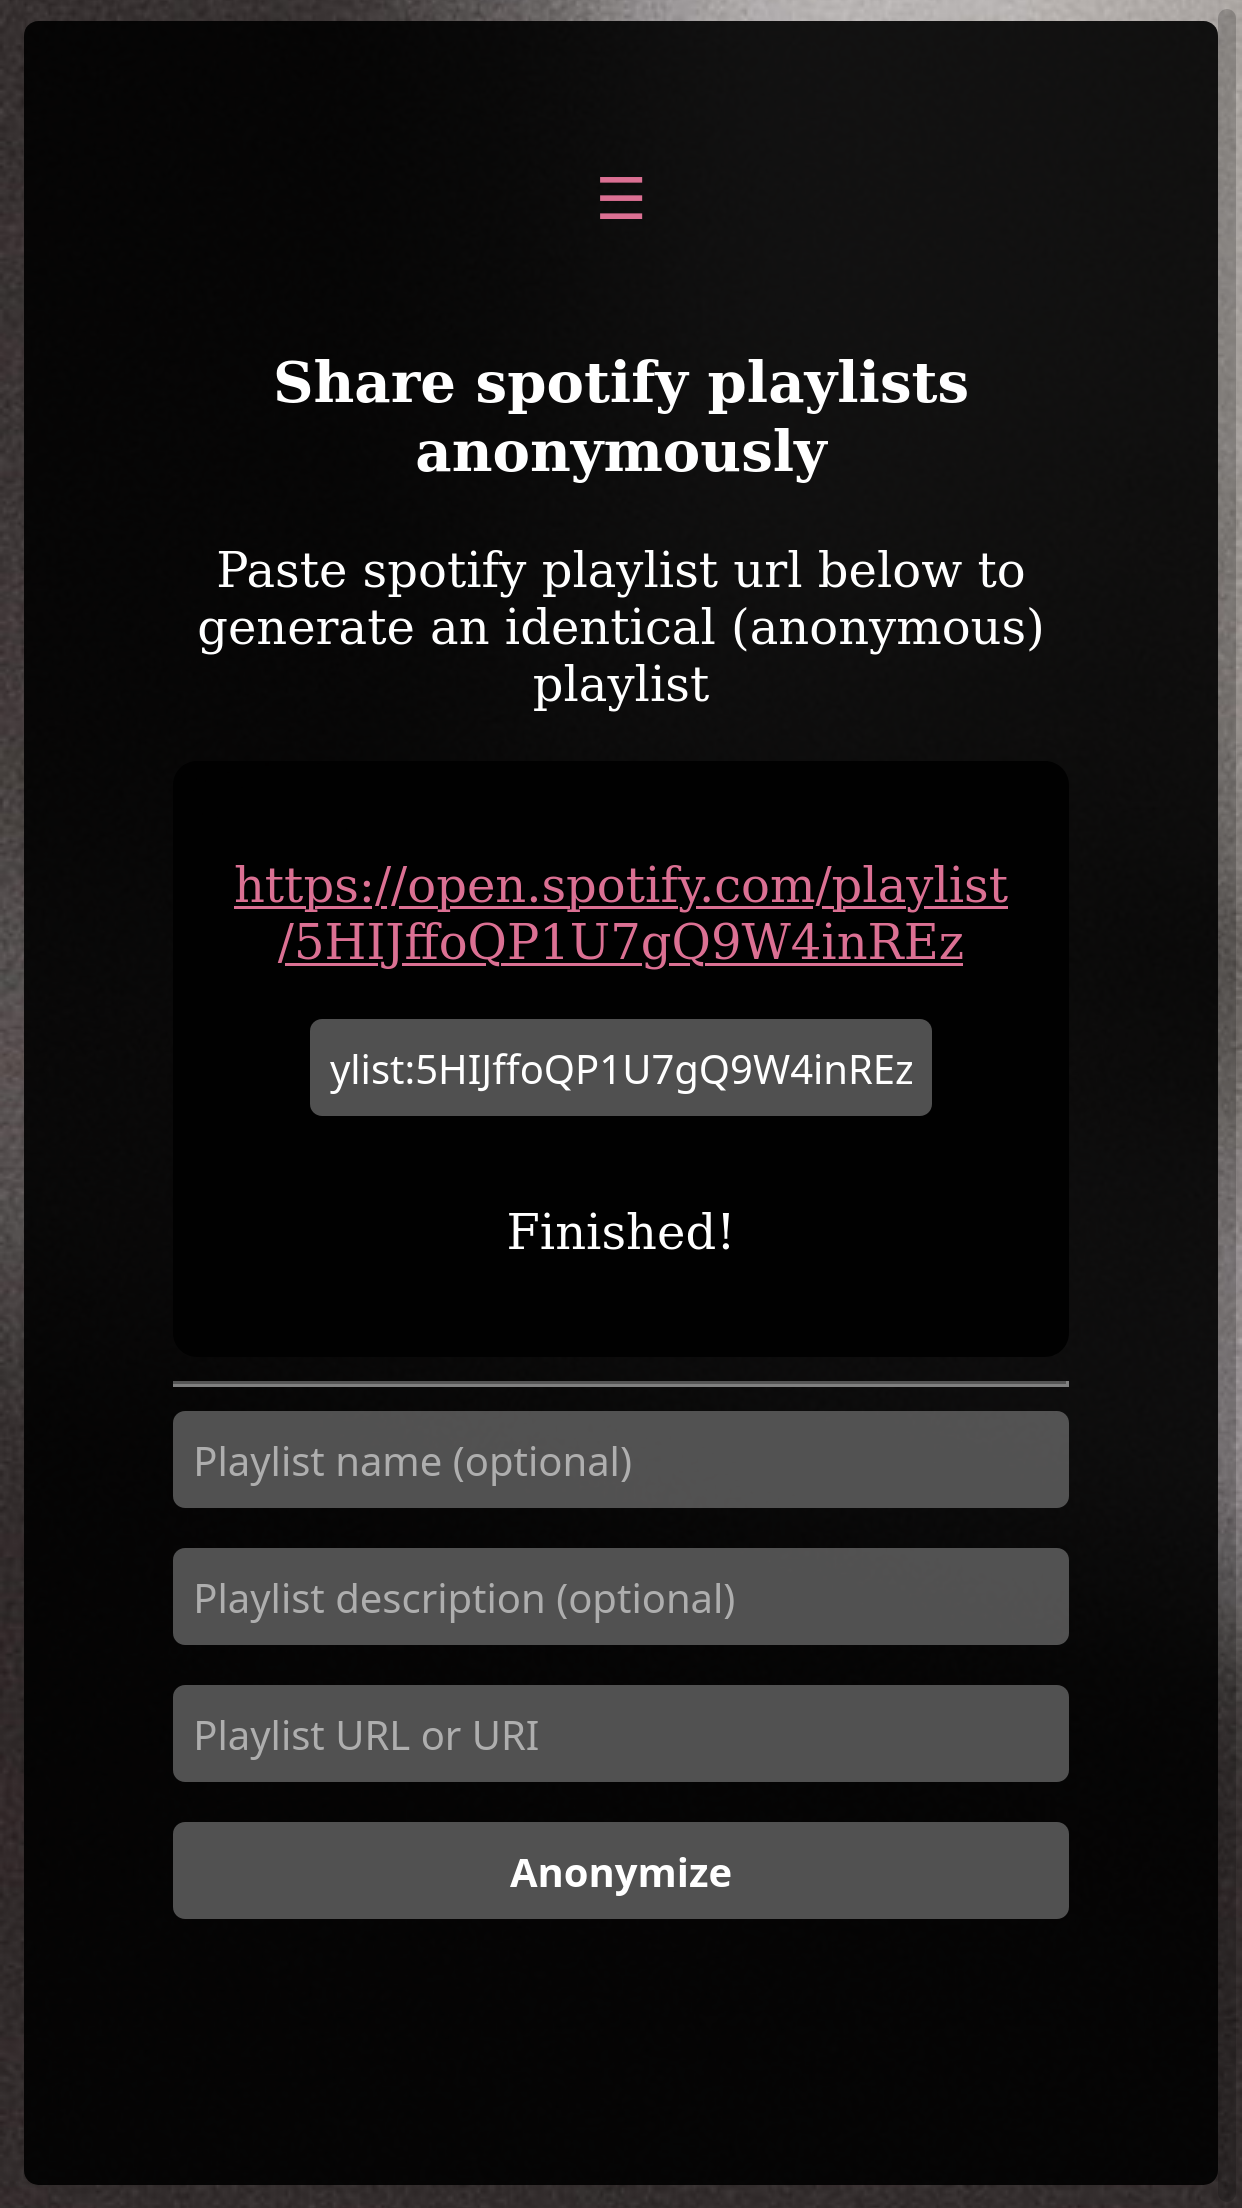 Share spotify playlists
anonymously
Paste spotify playlist url below to
generate an identical (anonymous)
playlist
https://open.spotify.com/playlist
/5HIJffoQP1U7gQ9W4inREz
ylist:5HIJffoQP1U7gQ9W4inREz
Finished!
Playlist name (optional)
Playlist description (optional)
Playlist URL or URI
Anonymize